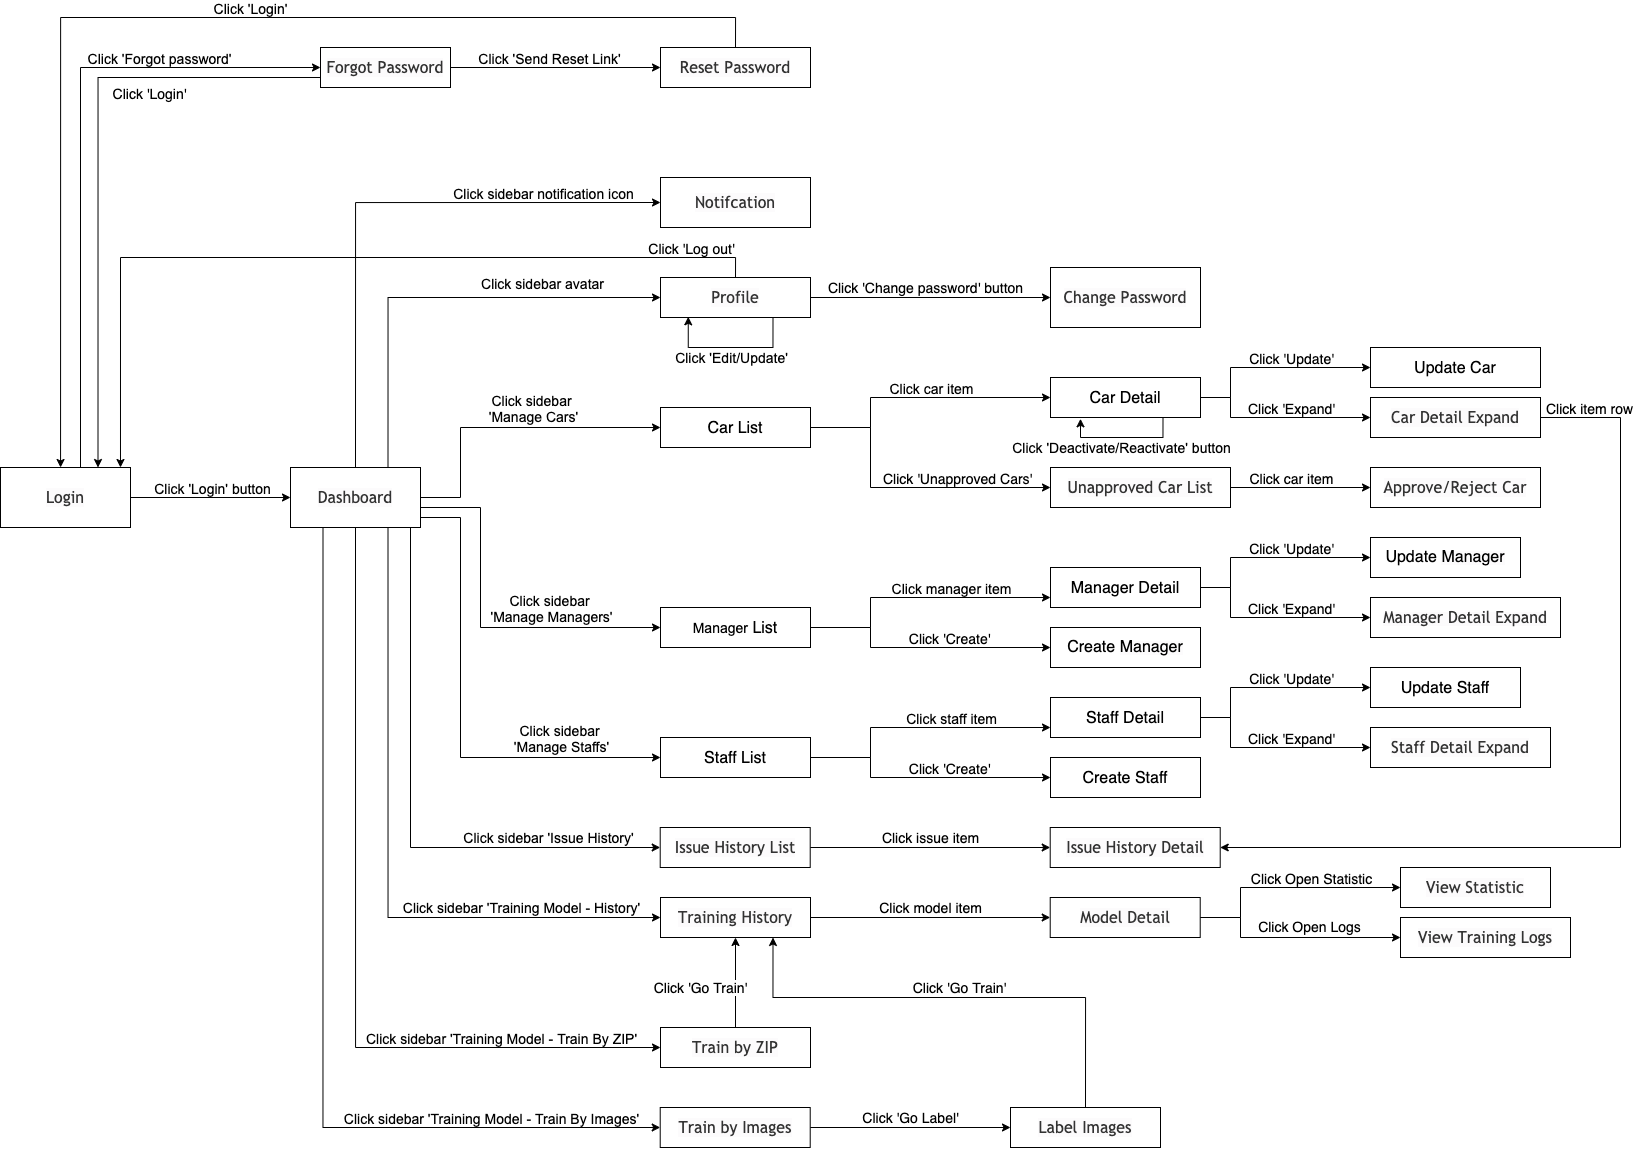 Click 'Login'
Click 'Forgot password'
Forgot Password
Click 'Send Reset Link'
Reset Password
Click 'Login'
Click sidebar notification icon
Notifcation
Click 'Log out'
Click sidebar avatar
Profile
Click 'Change password' button
Change Password
Click 'Edit/Update'
Click sidebar
'Manage Cars'
Car List
Click car item
Car Detail
Click 'Update'
Update Car
Click 'Expand'
Car Detail Expand
Click item row
Click 'Deactivate/Reactivate' button
Click 'Unapproved Cars'
Unapproved Car List
Click car item
Approve/Reject Car
Login
Click 'Login' button
Dashboard
Click sidebar
'Manage Managers'
Manager List
Click manager item
Manager Detail
Click 'Update'
Update Manager
Click 'Expand'
Manager Detail Expand
Click 'Create'
Create Manager
Click sidebar
'Manage Staffs'
Staff List
Click staff item
Staff Detail
Click 'Update'
Update Staff
Click 'Expand'
Staff Detail Expand
Click 'Create'
Create Staff
Click sidebar 'Issue History'
Issue History List
Click issue item
Issue History Detail
Click sidebar 'Training Model - History'
Training History
Click model item
Model Detail
Click Open Statistic
View Statistic
Click Open Logs
View Training Logs
Click 'Go Train'
Click 'Go Train'
Click sidebar 'Training Model - Train By ZIP'
Train by ZIP
Click sidebar 'Training Model - Train By Images'
Train by Images
Click 'Go Label'
Label Images